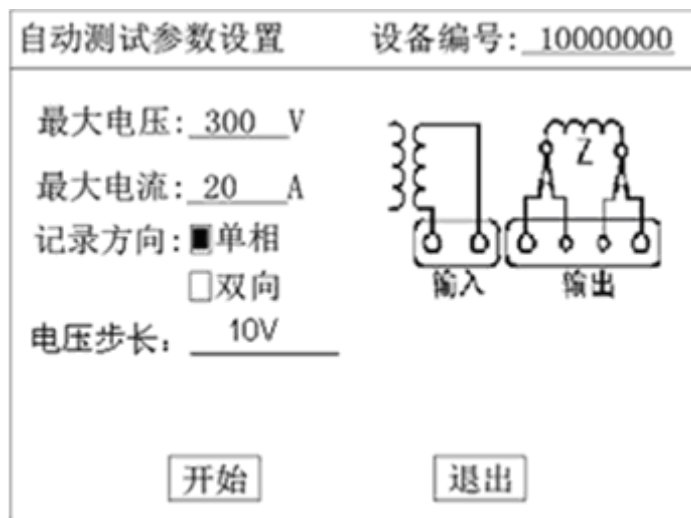 自动测试参数设置 设备编号: 10000000
最大电压: 300 V
最大电流: 20 A
记录方向: 单相
双向
电压步长: 10V
Z
输入 输出
开始 退出